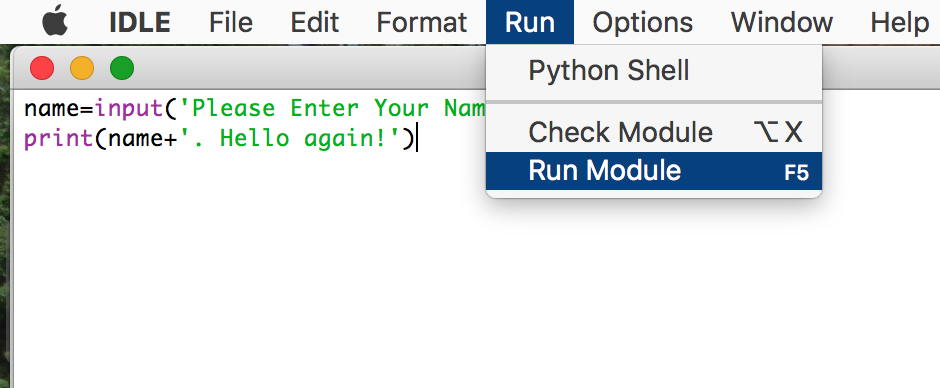 IDLE File Edit Format Run Options Window Help
Python Shell
Check Module ⌥X
Run Module F5
name=input('Please Enter Your Nam
print(name+'. Hello again!')